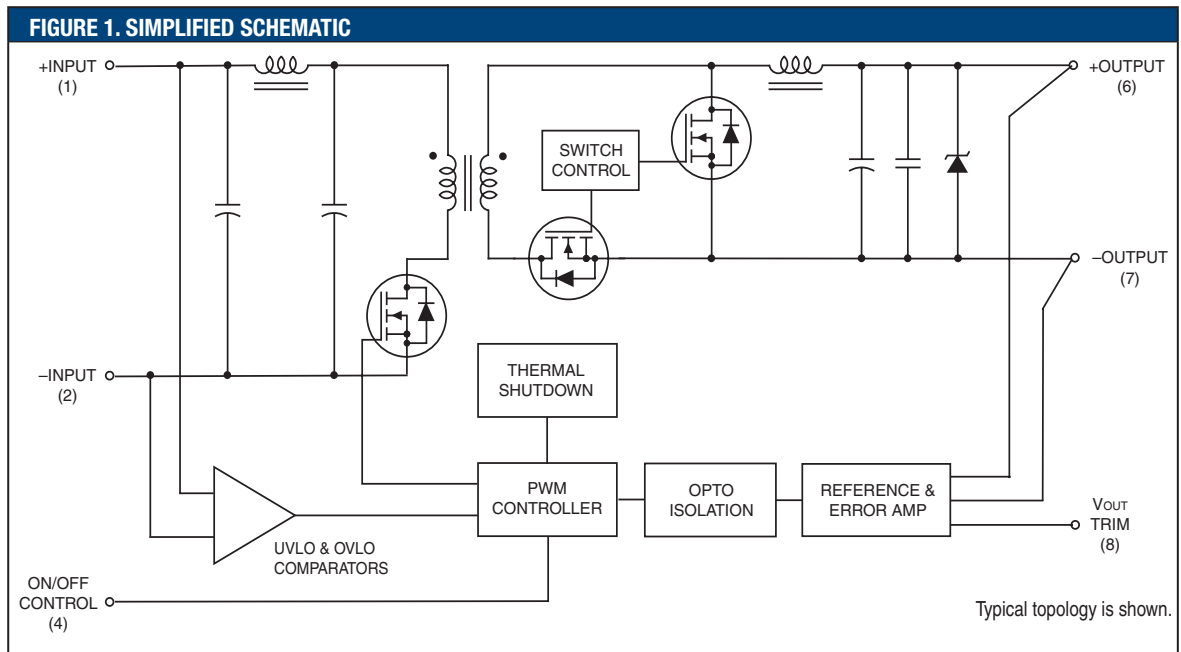 FIGURE 1. SIMPLIFIED SCHEMATIC
+INPUT
(1)
+OUTPUT
(6)
SWITCH
CONTROL
–OUTPUT
(7)
–INPUT
(2)
THERMAL
SHUTDOWN
PWM
CONTROLLER
OPTO
ISOLATION
REFERENCE &
ERROR AMP
VOUT
TRIM
(8)
UVLO & OVLO
COMPARATORS
ON/OFF
CONTROL
(4)
Typical topology is shown.